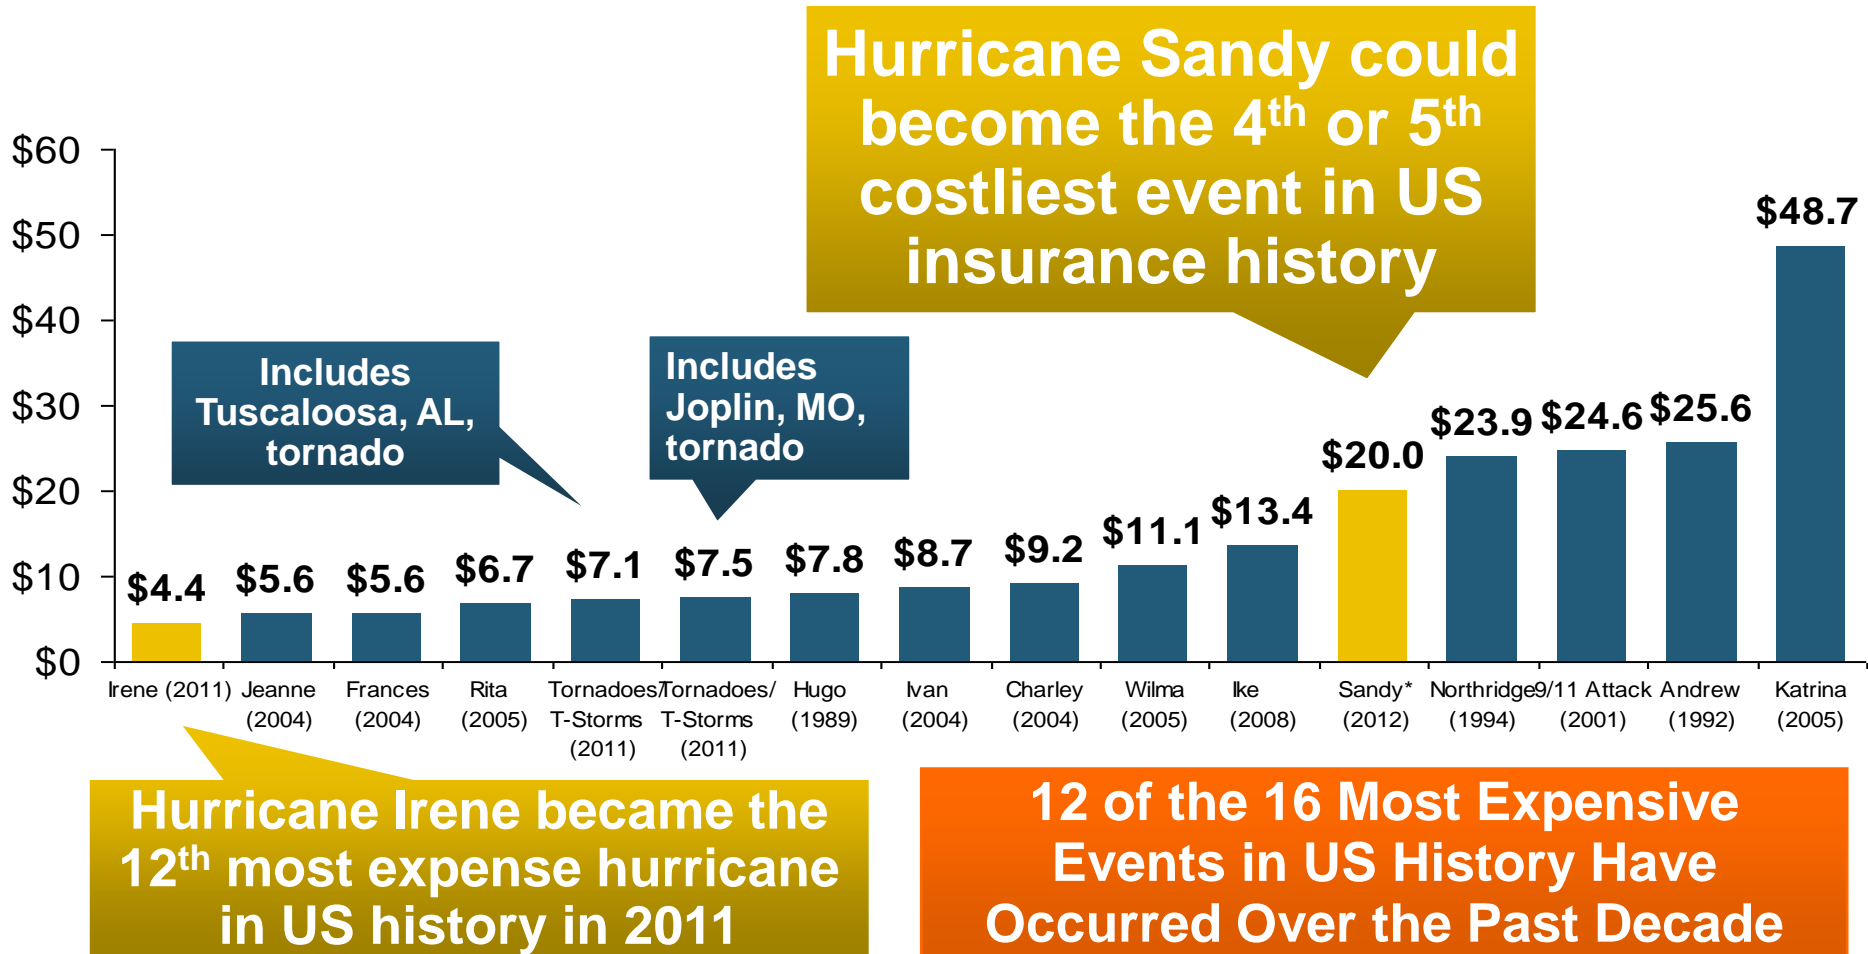 Hurricane Sandy could
become the 4th or 5th
costliest event in US
insurance history
$60
$50
$40
$30
$20
$10
$0
Includes
Tuscaloosa, AL,
tornado
Includes
Joplin, MO,
tornado
$4.4
$5.6
$5.6
$6.7
$7.1
$7.5
$7.8
$8.7
$9.2
$11.1
$13.4
$20.0
$23.9
$24.6
$25.6
$48.7
Irene (2011)
Jeanne
(2004)
Frances
(2004)
Rita
(2005)
Tornadoes/
T-Storms
(2011)
Tornadoes/
T-Storms
(2011)
Hugo
(1989)
Ivan
(2004)
Charley
(2004)
Wilma
(2005)
Ike
(2008)
Sandy*
(2012)
Northridge
(1994)
9/11 Attack
(2001)
Andrew
(1992)
Katrina
(2005)
Hurricane Irene became the
12th most expense hurricane
in US history in 2011
12 of the 16 Most Expensive
Events in US History Have
Occurred Over the Past Decade